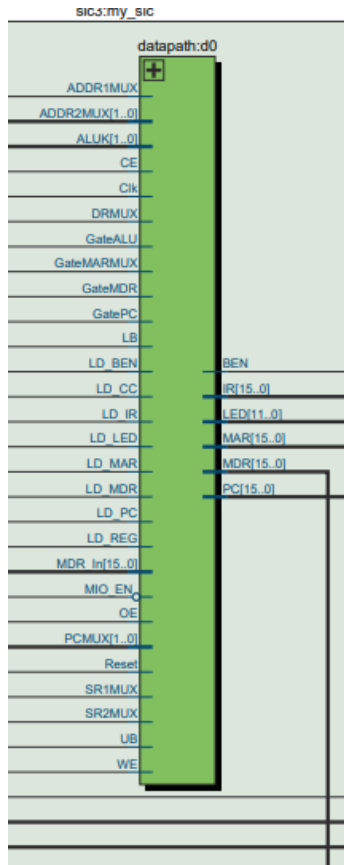 slc3:my_slc
datapath:d0
ADDR1MUX
ADDR2MUX[1..0]
ALUK[1..0]
CE
Clk
DRMUX
GateALU
GateMARMUX
GateMDR
GatePC
LB
LD_BEN
BEN
LD_CC
IR[15..0]
LD_IR
LED[11..0]
LD_LED
MAR[15..0]
LD_MAR
MDR[15..0]
LD_MDR
PC[15..0]
LD_PC
LD_REG
MDR_In[15..0]
MIO_EN
OE
PCMUX[1..0]
Reset
SR1MUX
SR2MUX
UB
WE